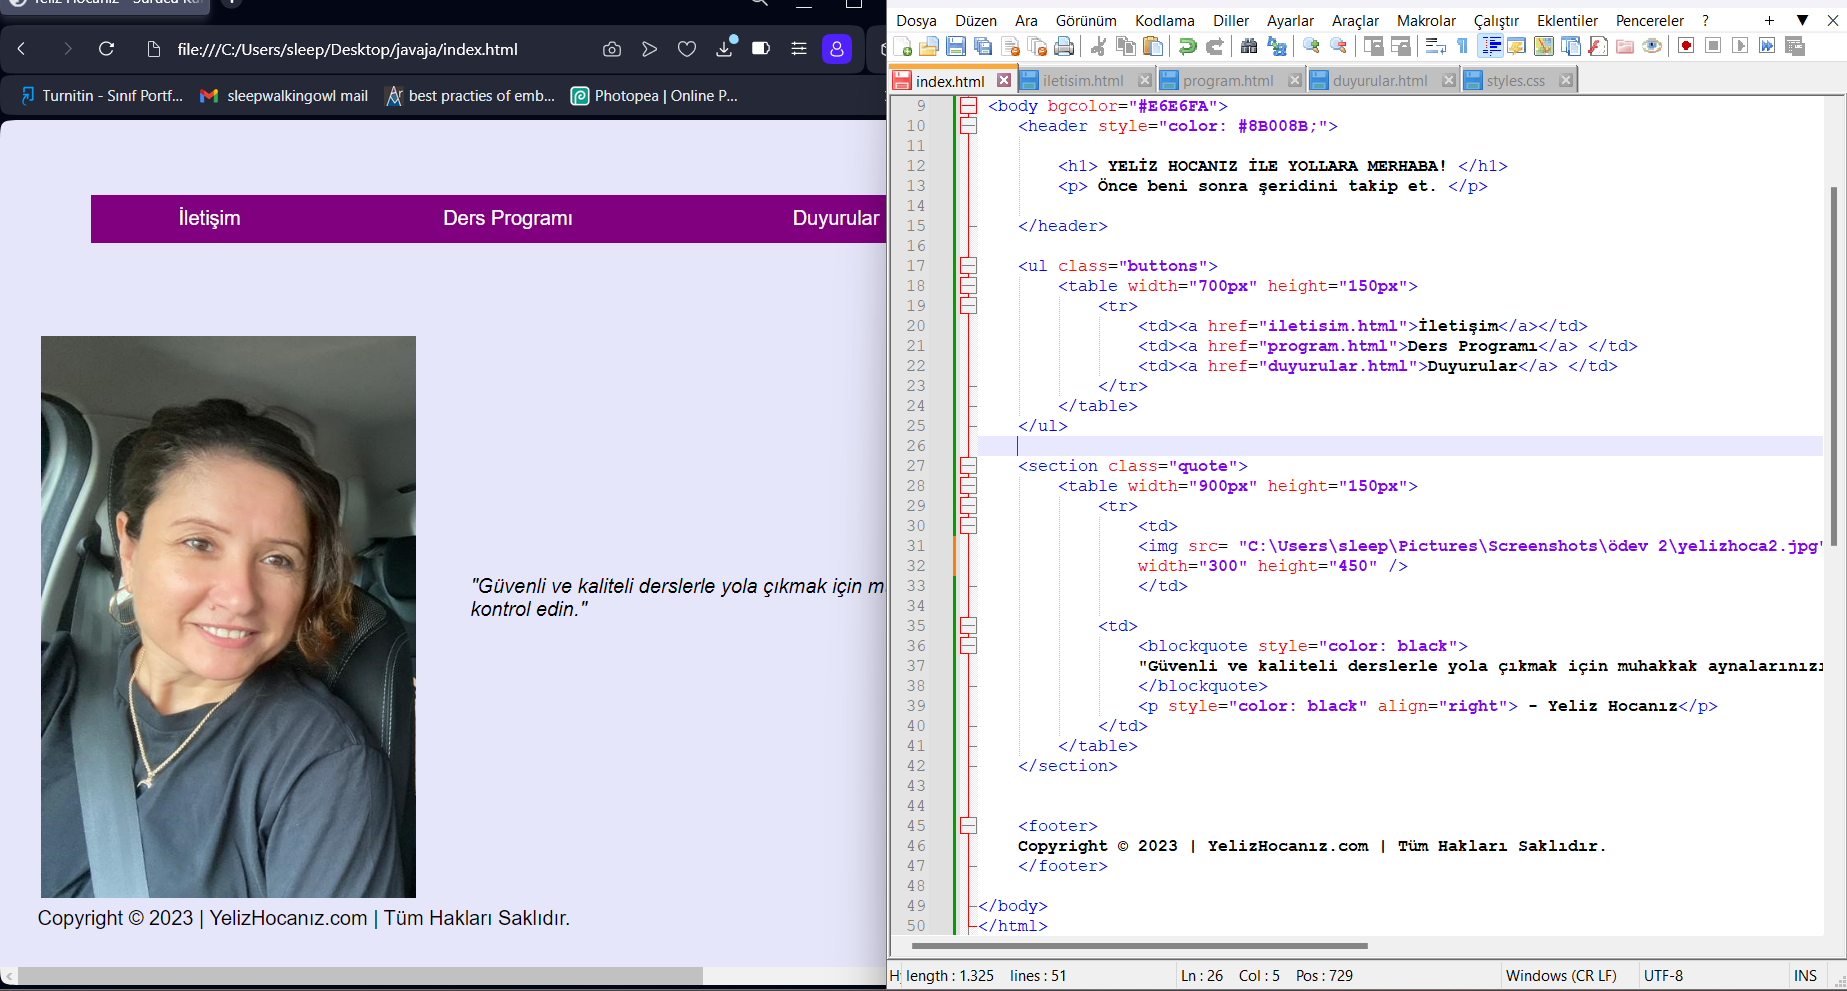 Yeliz Hocanız - Sürücü Kur
file:///C:/Users/sleep/Desktop/javaja/index.html
Turnitin - Sınıf Portf...
sleepwalkingowl mail
best practies of emb...
Photopea | Online P...
İletişim
Ders Programı
Duyurular
"Güvenli ve kaliteli derslerle yola çıkmak için m
kontrol edin."
Copyright © 2023 | YelizHocanız.com | Tüm Hakları Saklıdır.
Dosya Düzen Ara Görünüm Kodlama Diller Ayarlar Araçlar Makrolar Çalıştır Eklentiler Pencereler ? + ▼ X
index.html
iletisim.html
program.html
duyurular.html
styles.css
9 <body bgcolor="#E6E6FA">
10 <header style="color: #8B008B;">
11
12 <h1> YELİZ HOCANIZ İLE YOLLARA MERHABA! </h1>
13 <p> Önce beni sonra şeridini takip et. </p>
14
15 </header>
16
17 <ul class="buttons">
18 <table width="700px" height="150px">
19 <tr>
20 <td><a href="iletisim.html">İletişim</a></td>
21 <td><a href="program.html">Ders Programı</a> </td>
22 <td><a href="duyurular.html">Duyurular</a> </td>
23 </tr>
24 </table>
25 </ul>
26
27 <section class="quote">
28 <table width="900px" height="150px">
29 <tr>
30 <td>
31 <img src= "C:\Users\sleep\Pictures\Screenshots\ödev 2\yelizhoca2.jpg"
32 width="300" height="450" />
33 </td>
34
35 <td>
36 <blockquote style="color: black">
37 "Güvenli ve kaliteli derslerle yola çıkmak için muhakkak aynalarınızı
38 </blockquote>
39 <p style="color: black" align="right"> - Yeliz Hocanız</p>
40 </td>
41 </table>
42 </section>
43
44
45 <footer>
46 Copyright © 2023 | YelizHocanız.com | Tüm Hakları Saklıdır.
47 </footer>
48
49 </body>
50 </html>
Hy length : 1.325 lines : 51 Ln : 26 Col : 5 Pos : 729 Windows (CR LF) UTF-8 INS